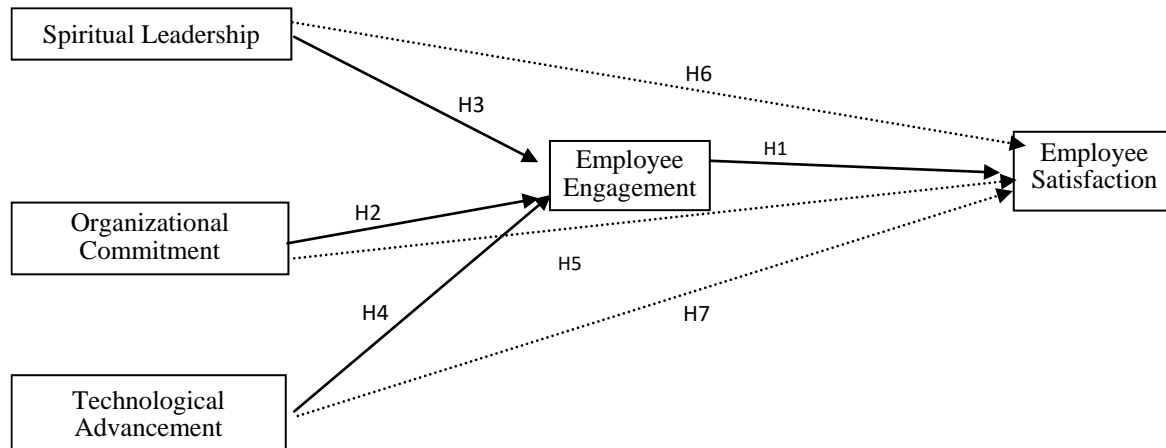 Spiritual Leadership
H6
H3
Employee
Engagement
H1
Employee
Satisfaction
Organizational
Commitment
H2
H5
H4
H7
Technological
Advancement